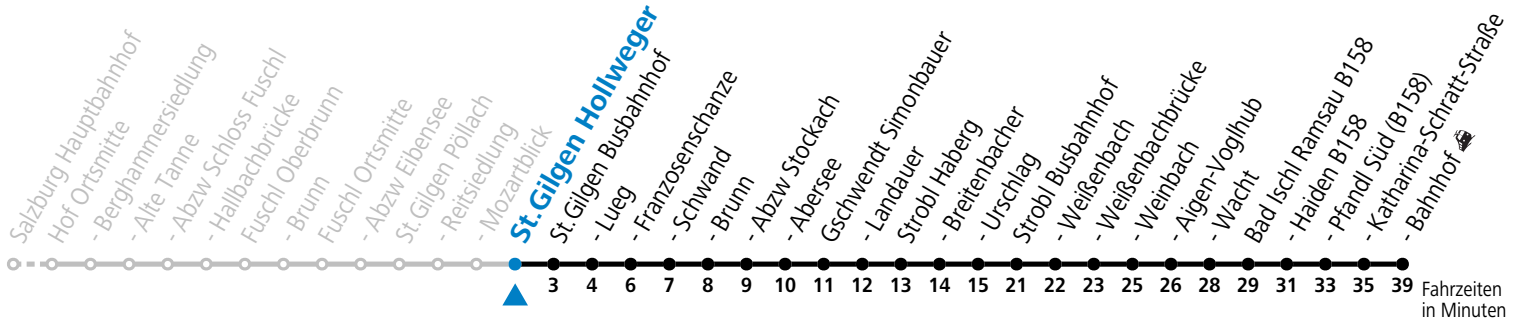 Salzburg Hauptbahnhof
Hof Ortsmitte
- Berghammersiedlung
- Alte Tanne
- Abzw Schloss Fuschl
- Hallbachbrücke
Fuschl Oberbrunn
- Brunn
Fuschl Ortsmitte
- Abzw Eibensee
St.Gilgen Pöllach
- Reitsiedlung
- Mozartblick
St.Gilgen Hollweger
St.Gilgen Busbahnhof
- Lueg
- Franzosenschanze
- Schwand
- Brunn
- Abzw Stockach
- Abersee
Gschwendt Simonbauer
- Landauer
Strobl Haberg
- Breitenbacher
- Urschlag
Strobl Busbahnhof
- Weißenbach
- Weißenbachbrücke
- Weinbach
- Aigen-Voglhub
- Wacht
Bad Ischl Ramsau B158
- Haiden B158
- Pfandl Süd (B158)
- Katharina-Schratt-Straße
- Bahnhof
3 4 6 7 8 9 10 11 12 13 14 15 21 22 23 25 26 28 29 31 33 35 39
Fahrzeiten
in Minuten